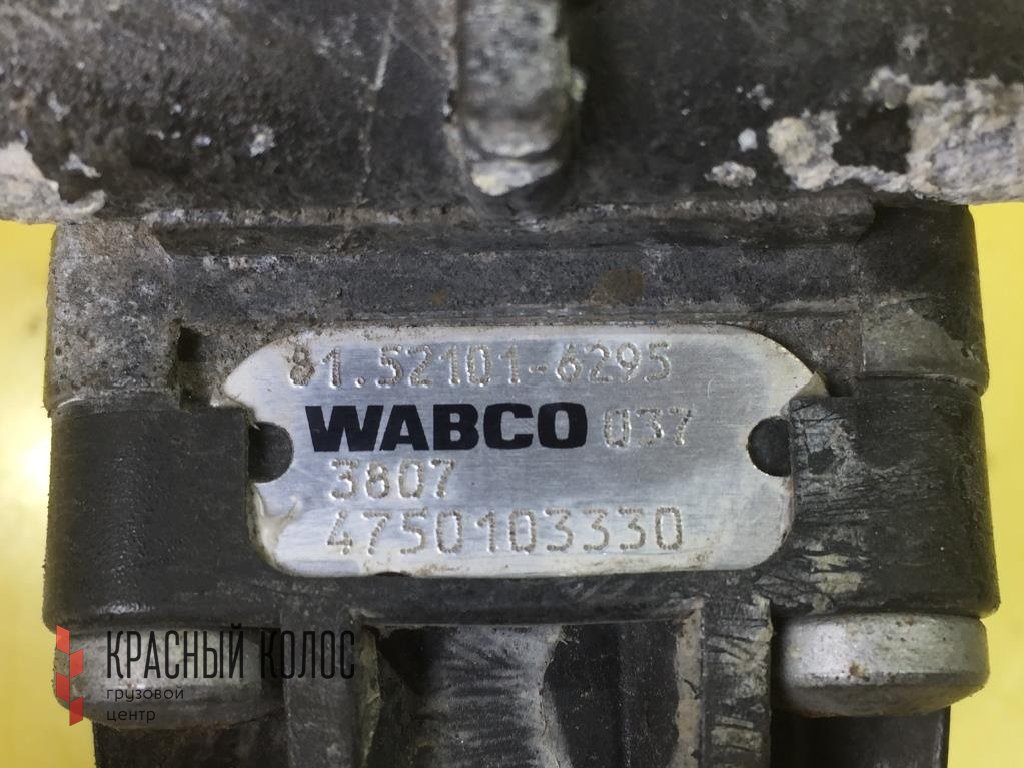 81.52101-6295
WABCO 037
3807
4750103330
КРАСНЫЙ КОЛОС
грузовой
центр